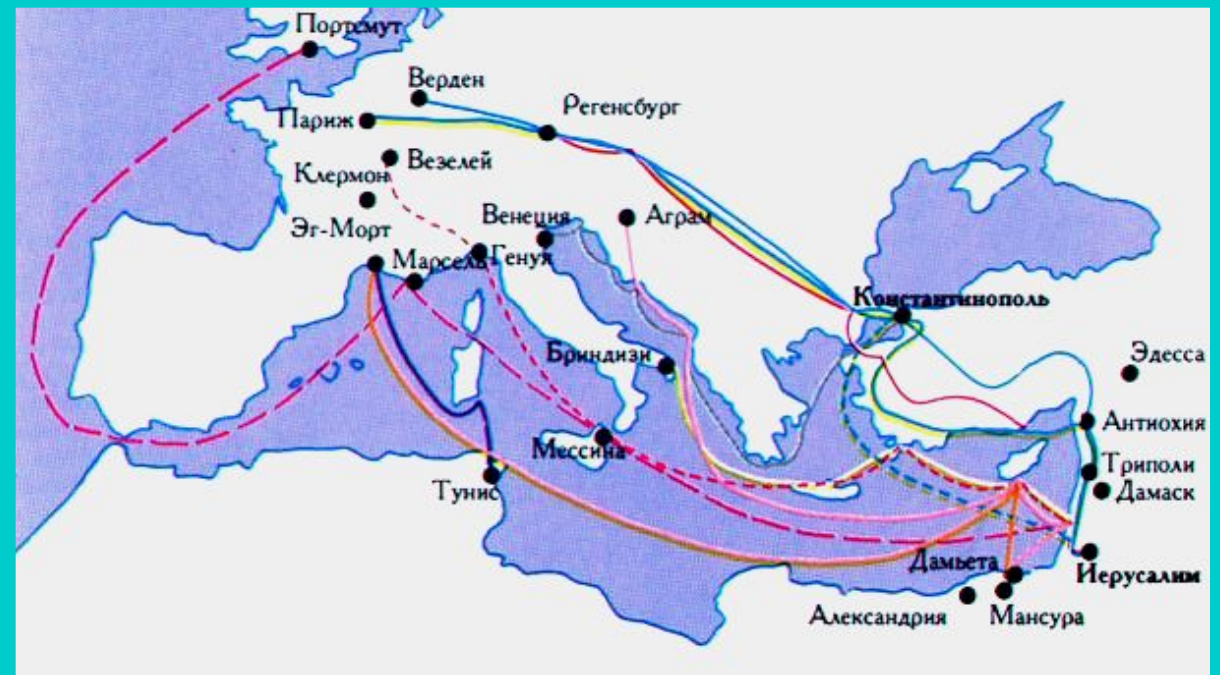 Портсмут
Верден
Регенсбург
Париж
Везелей
Клермон
Венеция
Аграм
Эг-Морт
Марсель
Генуя
Константинополь
Бриндизи
Эдесса
Антиохия
Мессина
Триполи
Тунис
Дамаск
Дамьета
Иерусалим
Александрия
Мансура